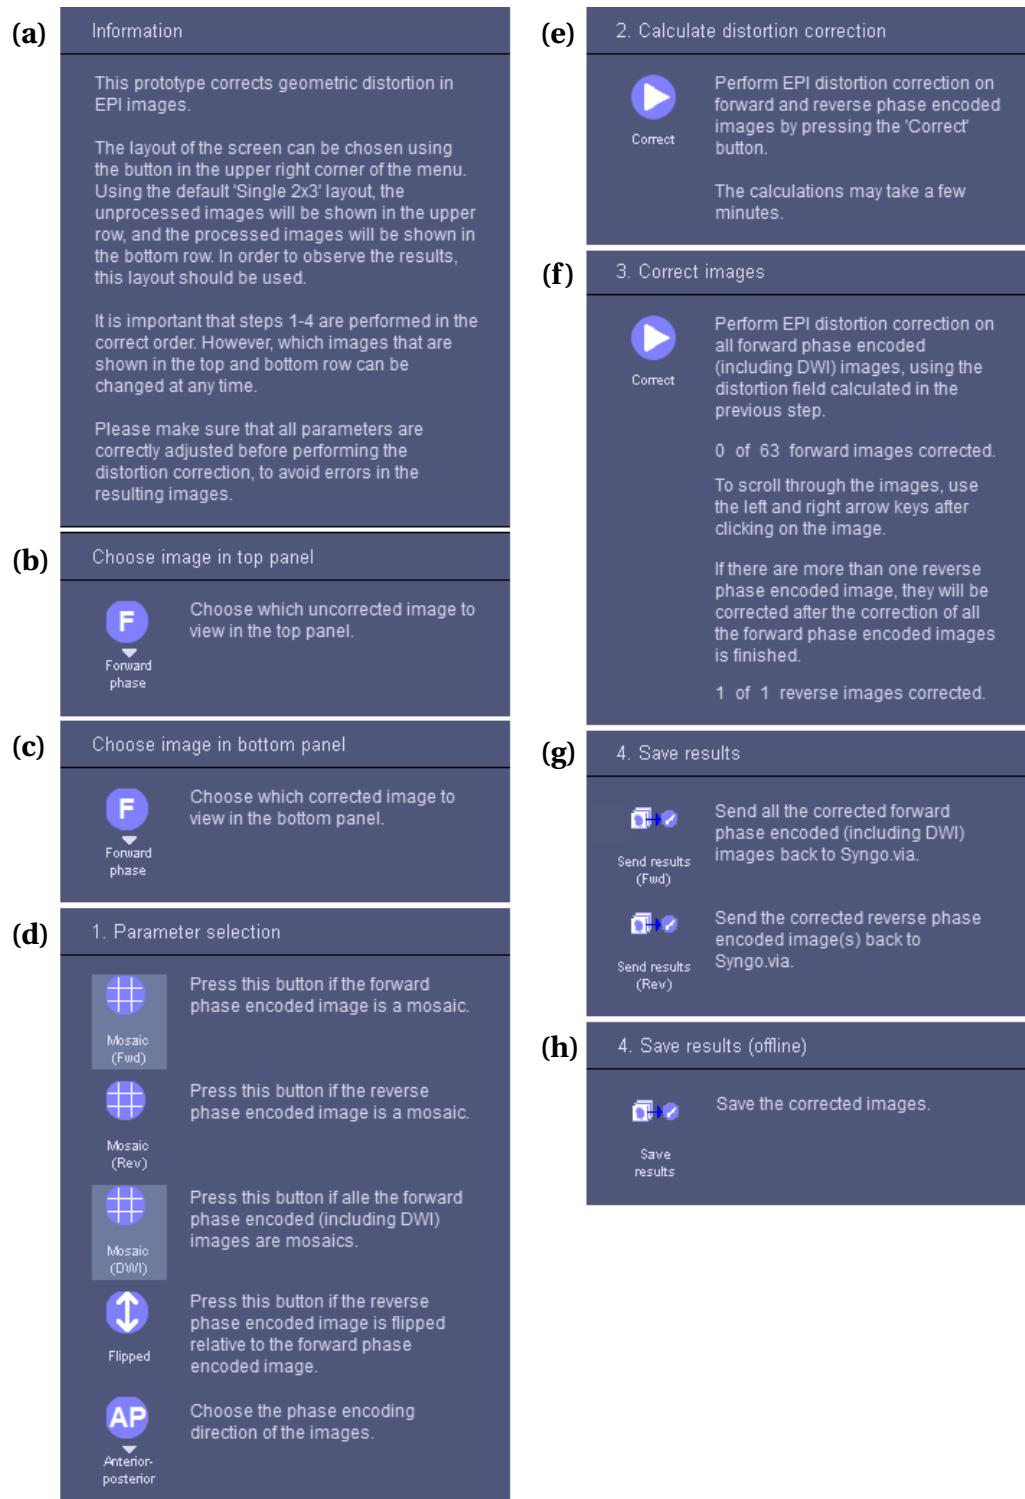 (a)
Information
This prototype corrects geometric distortion in
EPI images.
The layout of the screen can be chosen using
the button in the upper right corner of the menu.
Using the default 'Single 2x3' layout, the
unprocessed images will be shown in the upper
row, and the processed images will be shown in
the bottom row. In order to observe the results,
this layout should be used.
It is important that steps 1-4 are performed in the
correct order. However, which images that are
shown in the top and bottom row can be
changed at any time.
Please make sure that all parameters are
correctly adjusted before performing the
distortion correction, to avoid errors in the
resulting images.
(b)
Choose image in top panel
F
Forward
phase
Choose which uncorrected image to
view in the top panel.
(c)
Choose image in bottom panel
F
Forward
phase
Choose which corrected image to
view in the bottom panel.
(d)
1. Parameter selection
Mosaic
(Fwd)
Press this button if the forward
phase encoded image is a mosaic.
Mosaic
(Rev)
Press this button if the reverse
phase encoded image is a mosaic.
Mosaic
(DWI)
Press this button if alle the forward
phase encoded (including DWI)
images are mosaics.
Flipped
Press this button if the reverse
phase encoded image is flipped
relative to the forward phase
encoded image.
AP
Anterior-
posterior
Choose the phase encoding
direction of the images.
(e)
2. Calculate distortion correction
Correct
Perform EPI distortion correction on
forward and reverse phase encoded
images by pressing the 'Correct'
button.
The calculations may take a few
minutes.
(f)
3. Correct images
Correct
Perform EPI distortion correction on
all forward phase encoded
(including DWI) images, using the
distortion field calculated in the
previous step.
0 of 63 forward images corrected.
To scroll through the images, use
the left and right arrow keys after
clicking on the image.
If there are more than one reverse
phase encoded image, they will be
corrected after the correction of all
the forward phase encoded images
is finished.
1 of 1 reverse images corrected.
(g)
4. Save results
Send results
(Fwd)
Send all the corrected forward
phase encoded (including DWI)
images back to Syngo.via.
Send results
(Rev)
Send the corrected reverse phase
encoded image(s) back to
Syngo.via.
(h)
4. Save results (offline)
Save
results
Save the corrected images.